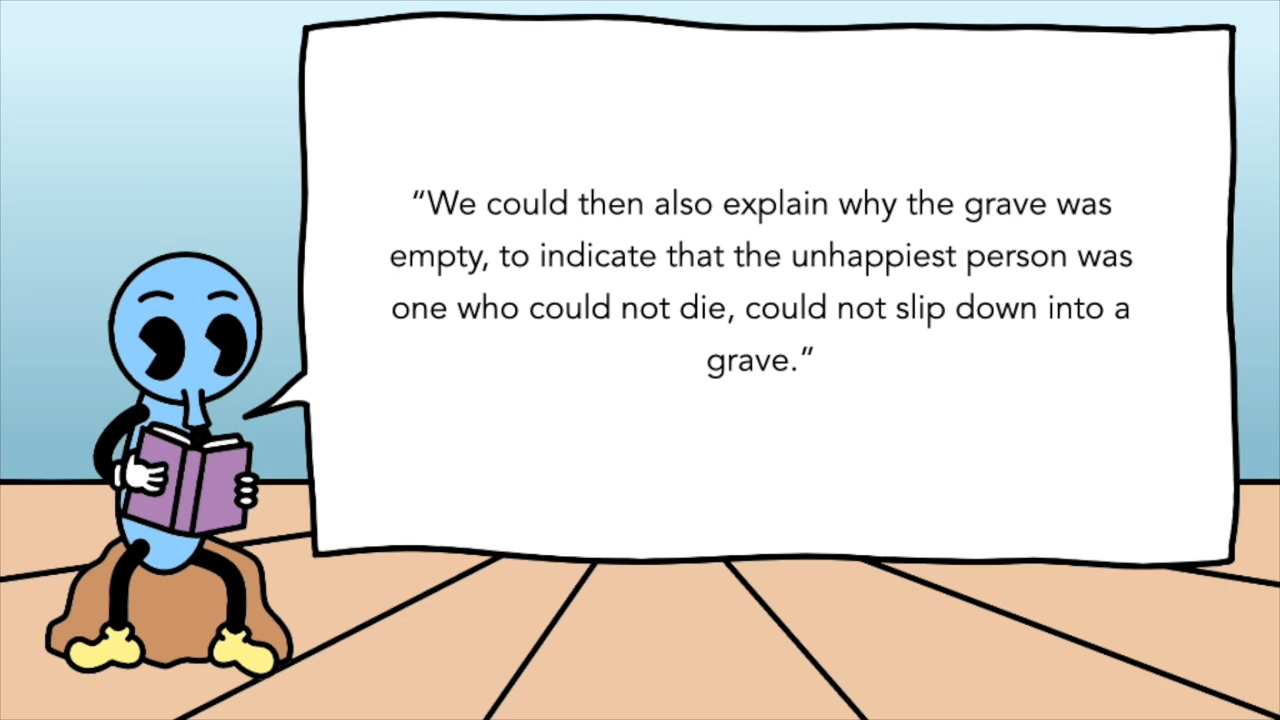 “We could then also explain why the grave was
empty, to indicate that the unhappiest person was
one who could not die, could not slip down into a
grave.”